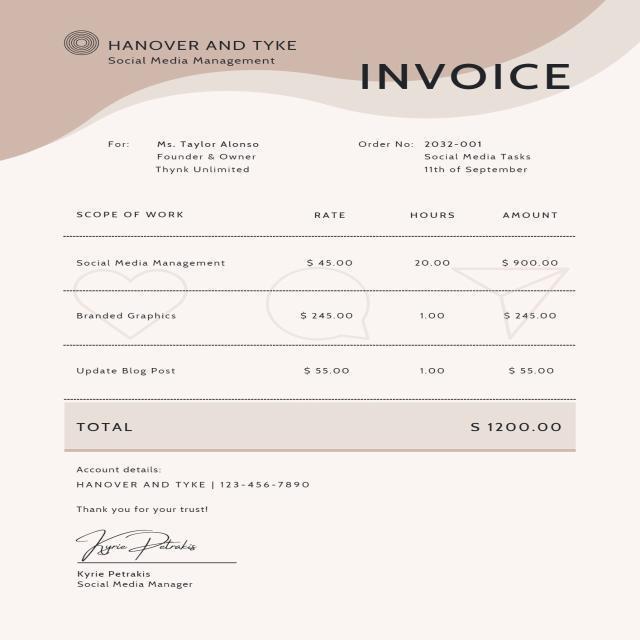 HANOVER AND TYKE
Social Media Management
INVOICE
For: Ms. Taylor Alonso
Founder & Owner
Thynk Unlimited
Order No: 2032-001
Social Media Tasks
11th of September
SCOPE OF WORK RATE HOURS AMOUNT
Social Media Management $ 45.00 20.00 $ 900.00
Branded Graphics $ 245.00 1.00 $ 245.00
Update Blog Post $ 55.00 1.00 $ 55.00
TOTAL S 1200.00
Account details:
HANOVER AND TYKE | 123-456-7890
Thank you for your trust!
Kyrie Petrakis
Kyrie Petrakis
Social Media Manager